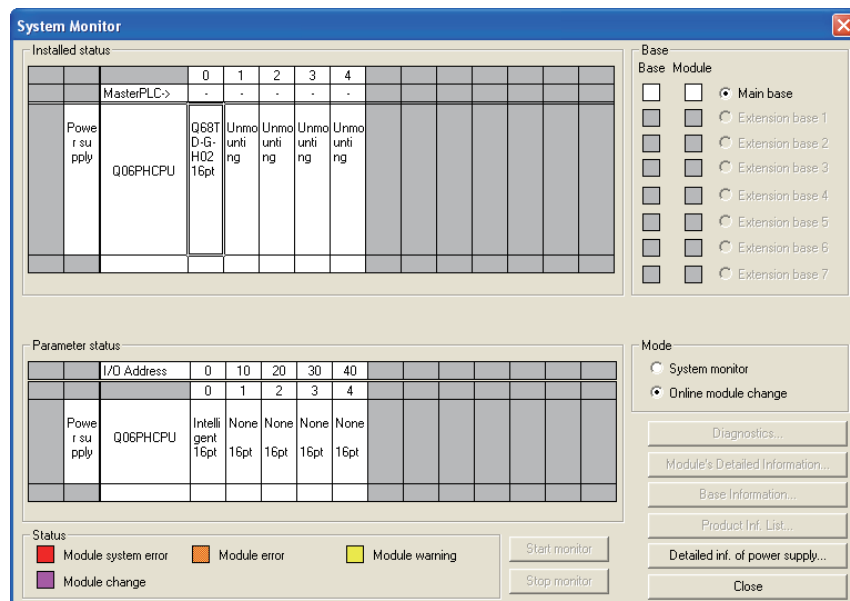 System Monitor
Installed status
0 1 2 3 4
MasterPLC-> - - - - -
Powe
r su
pply
Q06PHCPU
Q68T
D-G-
H02
16pt
Unmo
unti
ng
Unmo
unti
ng
Unmo
unti
ng
Unmo
unti
ng
Base
Base Module
Main base
Extension base 1
Extension base 2
Extension base 3
Extension base 4
Extension base 5
Extension base 6
Extension base 7
Parameter status
I/O Address 0 10 20 30 40
0 1 2 3 4
Powe
r su
pply
Q06PHCPU
Intelli
gent
16pt
None
16pt
None
16pt
None
16pt
None
16pt
Mode
System monitor
Online module change
Diagnostics...
Module's Detailed Information...
Base Information...
Product Inf. List...
Detailed inf. of power supply...
Close
Status
Module system error
Module error
Module warning
Module change
Start monitor
Stop monitor